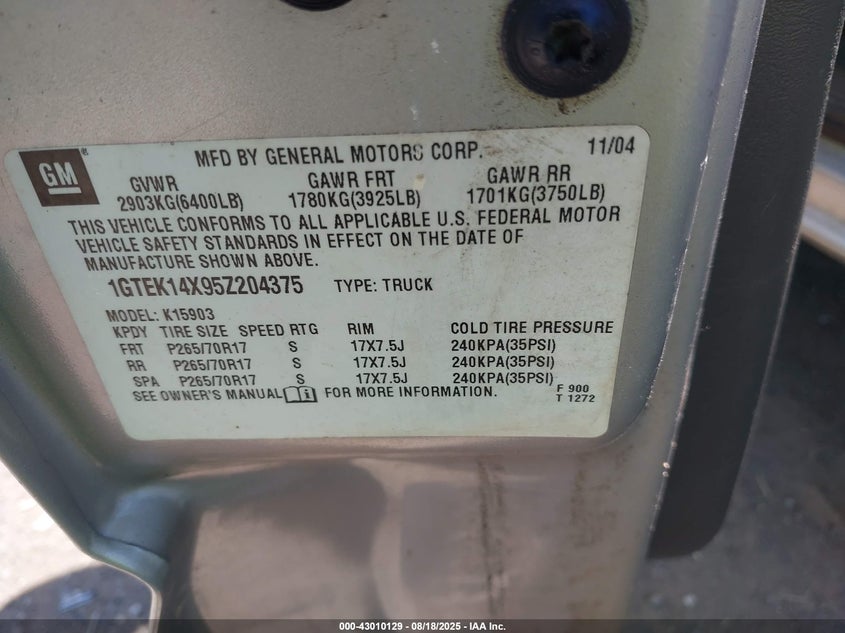 GM
MFD BY GENERAL MOTORS CORP. 11/04
GVWR GAWR FRT GAWR RR
2903KG(6400LB) 1780KG(3925LB) 1701KG(3750LB)
THIS VEHICLE CONFORMS TO ALL APPLICABLE U.S. FEDERAL MOTOR
VEHICLE SAFETY STANDARDS IN EFFECT ON THE DATE OF
MANUFACTURE SHOWN ABOVE.
1GTEK14X95Z204375 TYPE: TRUCK
MODEL: K15903
KPDY TIRE SIZE SPEED RTG RIM COLD TIRE PRESSURE
FRT P265/70R17 S 17X7.5J 240KPA(35PSI)
RR P265/70R17 S 17X7.5J 240KPA(35PSI)
SPA P265/70R17 S 17X7.5J 240KPA(35PSI)
SEE OWNER'S MANUAL FOR MORE INFORMATION. F 900
T 1272
000-43010129 - 08/18/2025 - IAA Inc.